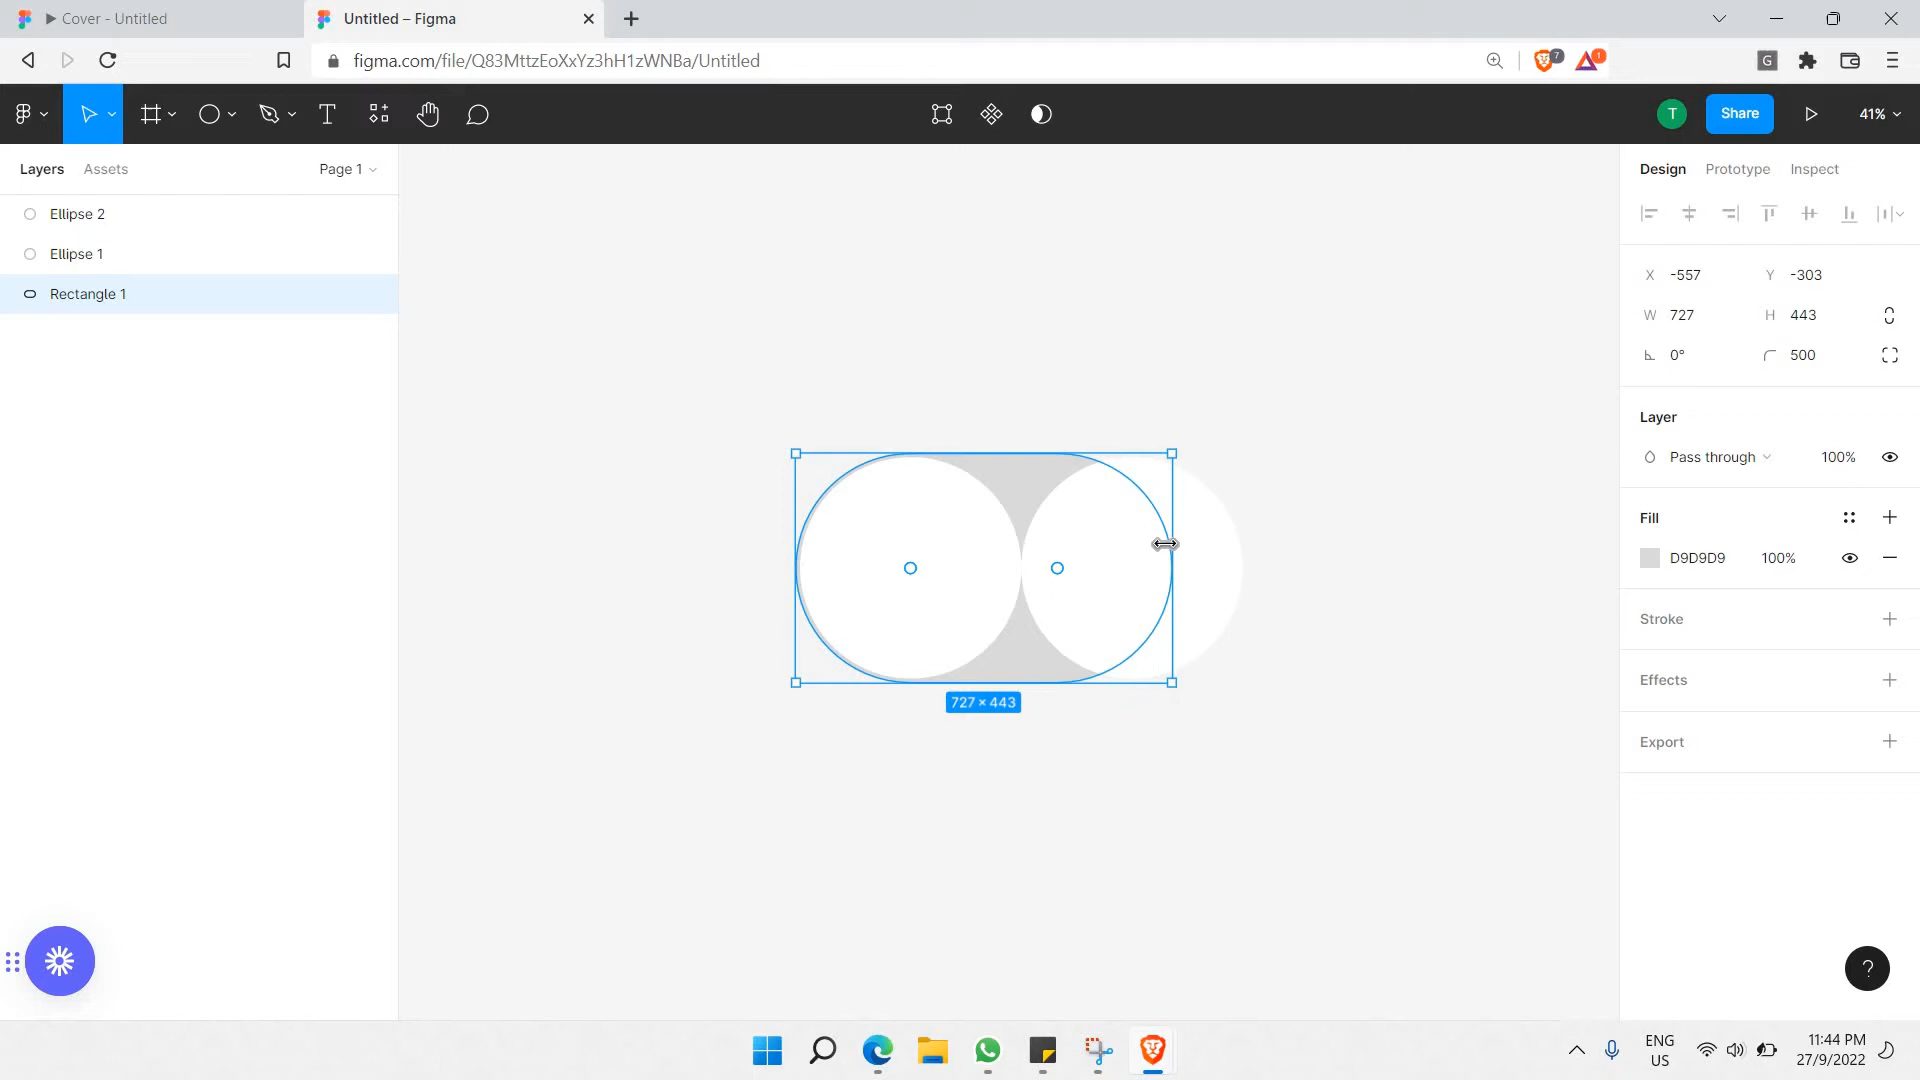 ▶ Cover - Untitled
Untitled – Figma
figma.com/file/Q83MttzEoXxYz3hH1zWNBa/Untitled
7
1
G
T
Share
41%
Layers
Assets
Page 1
Design
Prototype
Inspect
Ellipse 2
Ellipse 1
Rectangle 1
X -557
Y -303
W 727
H 443
0°
500
Layer
Pass through
100%
Fill
D9D9D9
100%
Stroke
Effects
Export
727 × 443
?
ENG
US
11:44 PM
27/9/2022